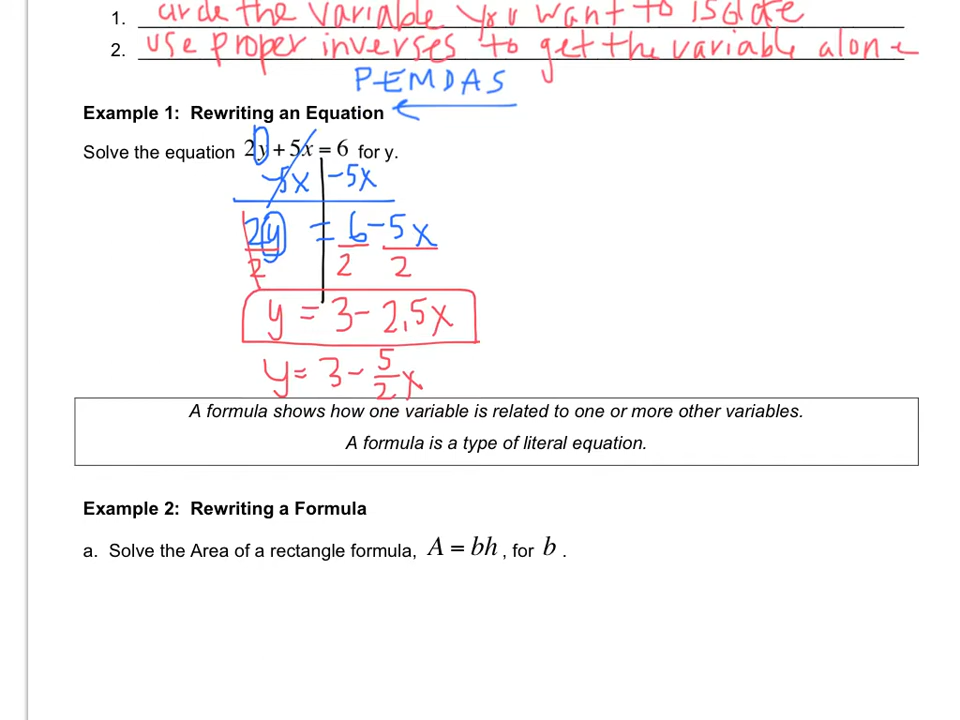 1. circle the variable you want to isolate
2. use proper inverses to get the variable alone
PEMDAS
Example 1: Rewriting an Equation
Solve the equation 2y + 5x = 6 for y.
-5x -5x
2y = 6 - 5x
2 2 2
y = 3 - 2.5x
y = 3 - 5/2 x
A formula shows how one variable is related to one or more other variables.
A formula is a type of literal equation.
Example 2: Rewriting a Formula
a. Solve the Area of a rectangle formula, A = bh, for b.